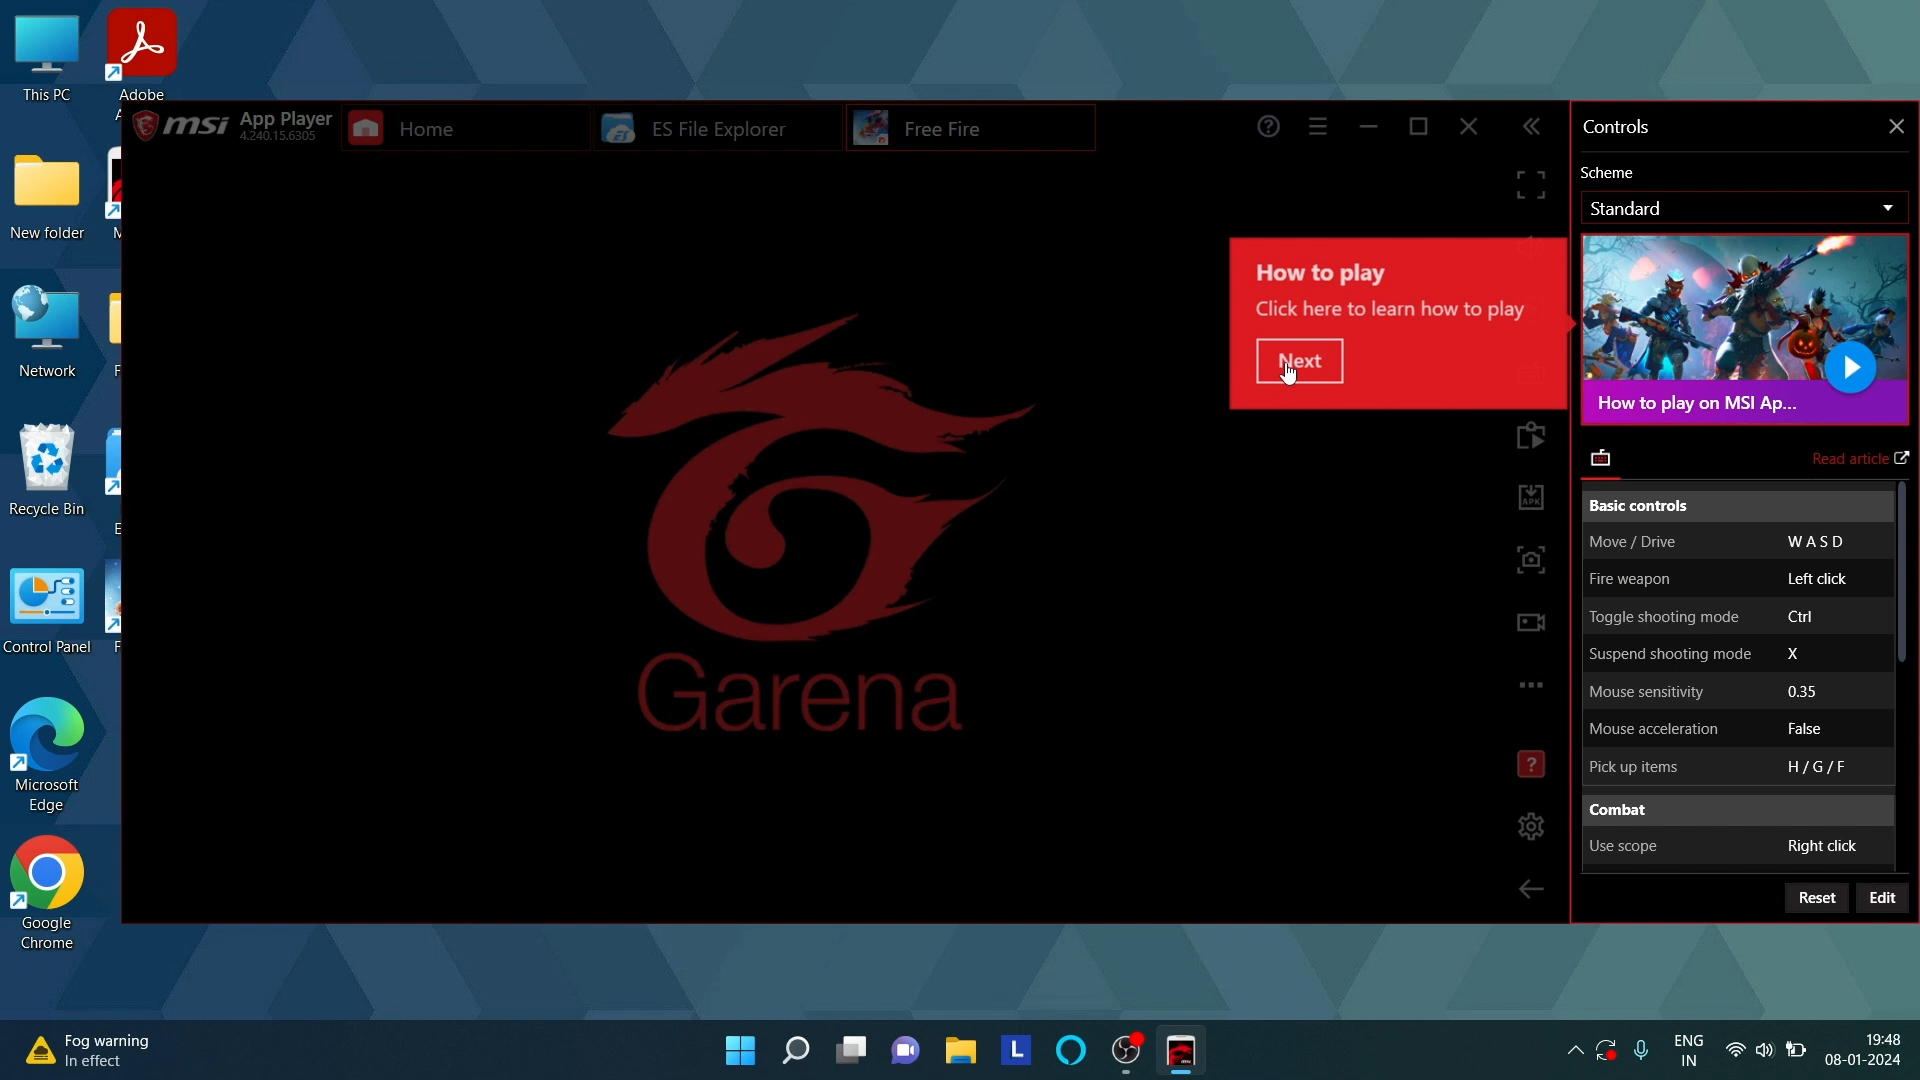 This PC
Adobe
A
New folder
M
Network
F
Recycle Bin
E
Control Panel
F
Microsoft
Edge
Google
Chrome
msi App Player
4.240.15.6305
Home
ES
ES File Explorer
Free Fire
How to play
Click here to learn how to play
Next
Garena
APK
?
Controls
Scheme
Standard
How to play on MSI Ap...
Read article
Basic controls
Move / Drive W A S D
Fire weapon Left click
Toggle shooting mode Ctrl
Suspend shooting mode X
Mouse sensitivity 0.35
Mouse acceleration False
Pick up items H / G / F
Combat
Use scope Right click
Reset Edit
Fog warning
In effect
L
ENG
IN
19:48
08-01-2024